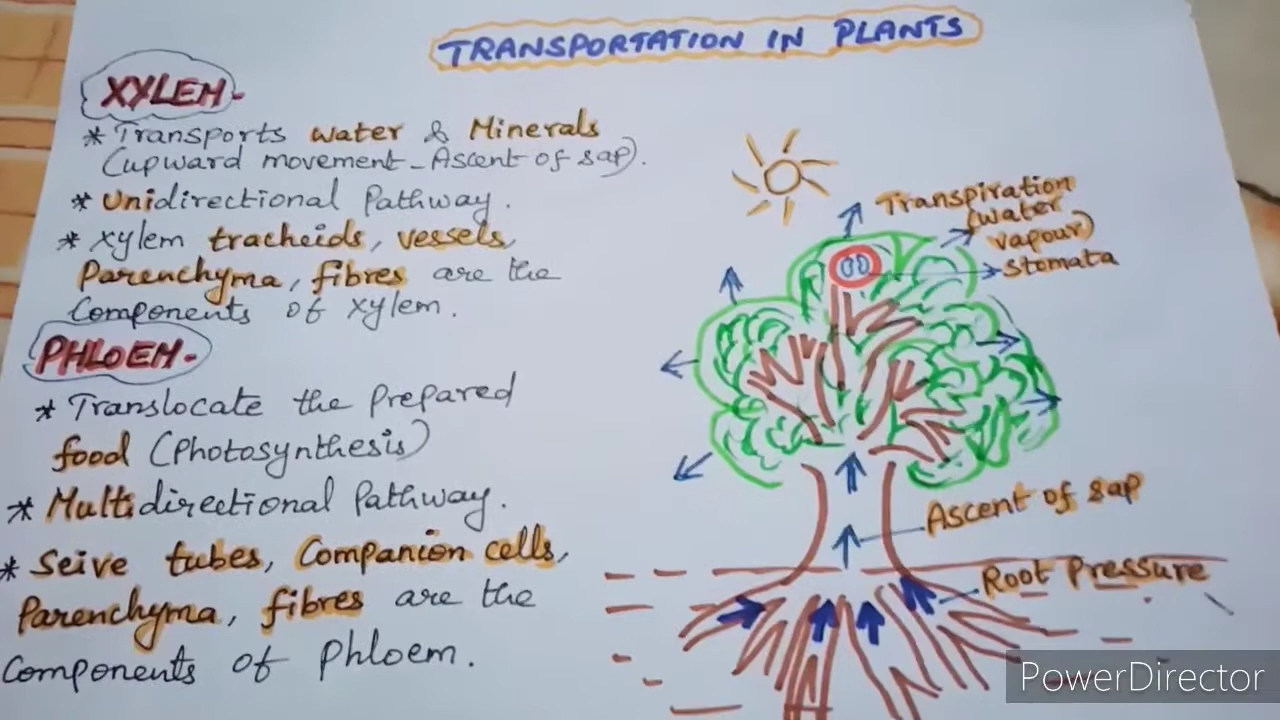 TRANSPORTATION IN PLANTS
XYLEM-
* Transports water & Minerals
(upward movement - Ascent of sap).
* Unidirectional Pathway.
* Xylem tracheids, vessels,
Parenchyma, fibres are the
Components of xylem.
PHLOEM-
* Translocate the Prepared
food (Photosynthesis)
* Multidirectional Pathway.
* Seive tubes, Companion cells,
Parenchyma, fibres are the
Components of Phloem.
Transpiration
(water
vapour)
Stomata
Ascent of sap
Root Pressure
PowerDirector